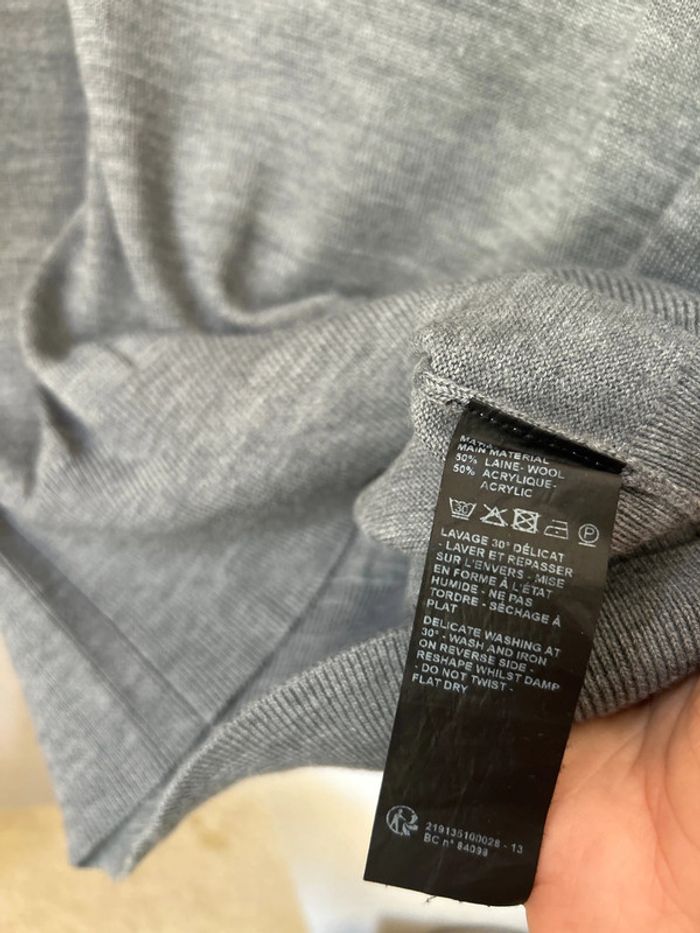 MAIN MATERIAL
50% LAINE- WOOL
50% ACRYLIQUE-
ACRYLIC
30
P
LAVAGE 30° DÉLICAT
- LAVER ET REPASSER
SUR L'ENVERS - MISE
EN FORME À L'ÉTAT
HUMIDE - NE PAS
TORDRE - SÉCHAGE À
PLAT
DELICATE WASHING AT
30° - WASH AND IRON
ON REVERSE SIDE -
RESHAPE WHILST DAMP
- DO NOT TWIST -
FLAT DRY
219135100028 - 13
BC n° 84098